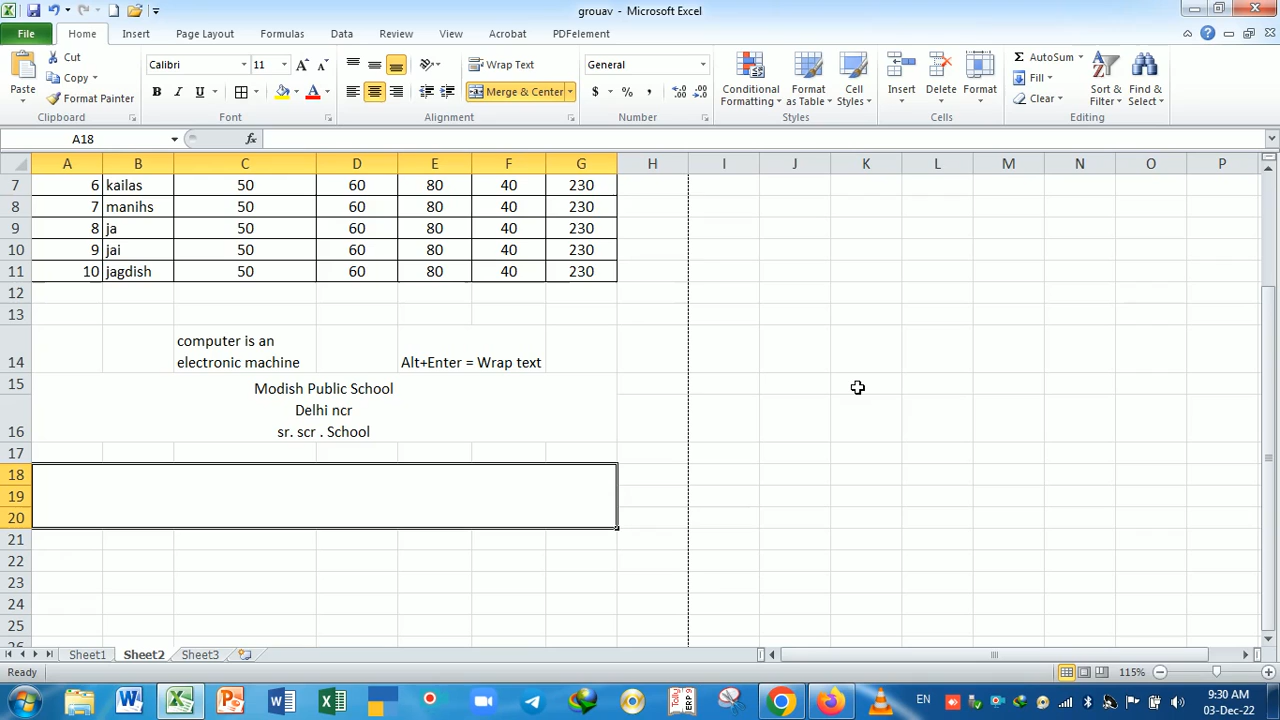 grouav - Microsoft Excel
File Home Insert Page Layout Formulas Data Review View Acrobat PDFelement
Paste
Cut
Copy
Format Painter
Clipboard
Calibri 11
B I U
Font
Wrap Text
Merge & Center
Alignment
General
$ % ,
Number
Conditional Formatting
Format as Table
Cell Styles
Styles
Insert
Delete
Format
Cells
AutoSum
Fill
Clear
Sort & Filter
Find & Select
Editing
A18 fx
A B C D E F G H I J K L M N O P
7 6 kailas 50 60 80 40 230
8 7 manihs 50 60 80 40 230
9 8 ja 50 60 80 40 230
10 9 jai 50 60 80 40 230
11 10 jagdish 50 60 80 40 230
12
13
computer is an
14 electronic machine Alt+Enter = Wrap text
15 Modish Public School
Delhi ncr
16 sr. scr . School
17
18
19
20
21
22
23
24
25
26
Sheet1 Sheet2 Sheet3
Ready 115%
EN 9:30 AM
03-Dec-22